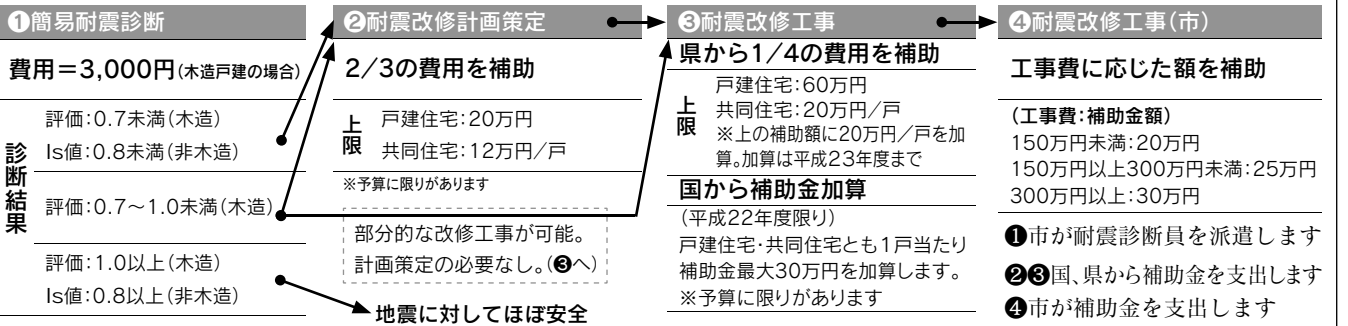 ❶簡易耐震診断
費用＝3,000円(木造戸建の場合)
診断結果
評価：0.7未満(木造)
Is値：0.8未満(非木造)
評価：0.7〜1.0未満(木造)
評価：1.0以上(木造)
Is値：0.8以上(非木造)
地震に対してほぼ安全
❷耐震改修計画策定
2/3の費用を補助
上限
戸建住宅：20万円
共同住宅：12万円/戸
※予算に限りがあります
部分的な改修工事が可能。
計画策定の必要なし。(❸へ)
❸耐震改修工事
県から1/4の費用を補助
上限
戸建住宅：60万円
共同住宅：20万円/戸
※上の補助額に20万円/戸を加
算。加算は平成23年度まで
国から補助金加算
(平成22年度限り)
戸建住宅・共同住宅とも1戸当たり
補助金最大30万円を加算します。
※予算に限りがあります
❹耐震改修工事(市)
工事費に応じた額を補助
(工事費：補助金額)
150万円未満：20万円
150万円以上300万円未満：25万円
300万円以上：30万円
❶市が耐震診断員を派遣します
❷❸国、県から補助金を支出します
❹市が補助金を支出します